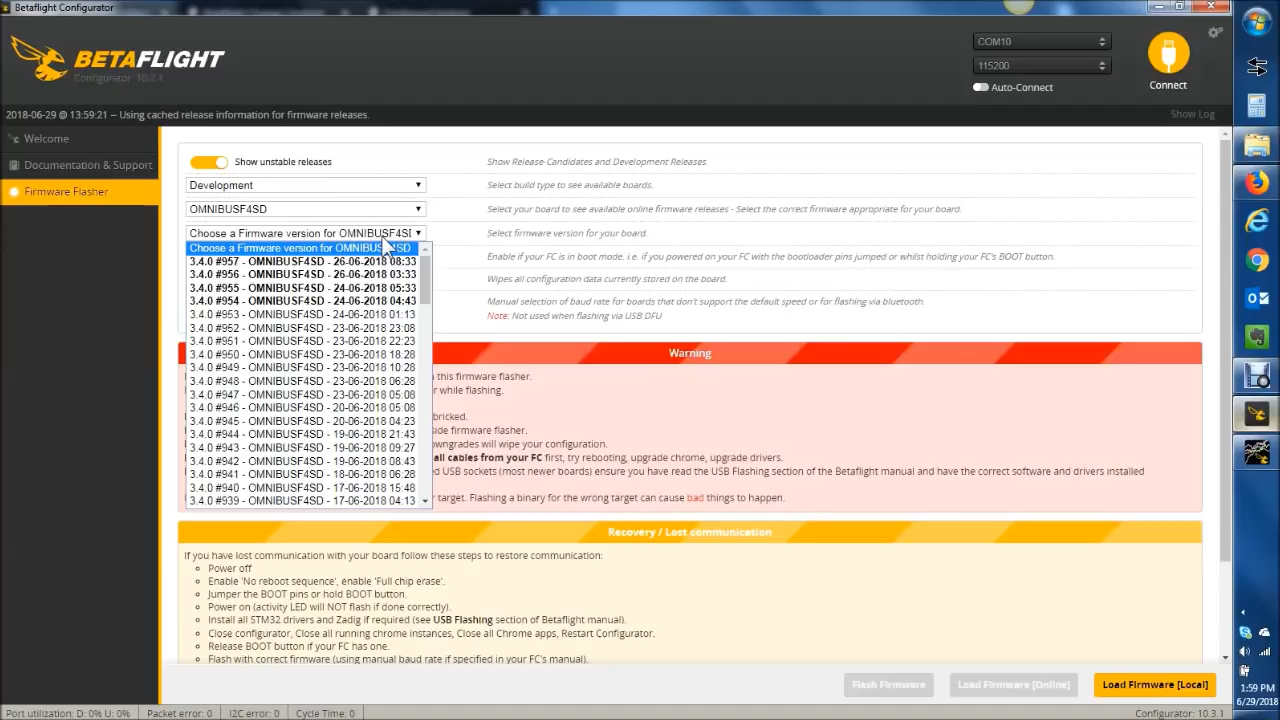 Betaflight Configurator
BETAFLIGHT
Configurator 10.2.1
COM10
115200
Auto-Connect
Connect
2018-06-29 @ 13:59:21 -- Using cached release information for firmware releases.
Show Log
Welcome
Documentation & Support
Firmware Flasher
Show unstable releases
Show Release-Candidates and Development Releases.
Development
Select build type to see available boards.
OMNIBUSF4SD
Select your board to see available online firmware releases - Select the correct firmware appropriate for your board.
Choose a Firmware version for OMNIBUSF4SD
Select firmware version for your board.
Choose a Firmware version for OMNIBUSF4SD
3.4.0 #957 - OMNIBUSF4SD - 26-06-2018 08:33
Enable if your FC is in boot mode. i.e. if you powered on your FC with the bootloader pins jumped or whilst holding your FC's BOOT button.
3.4.0 #956 - OMNIBUSF4SD - 26-06-2018 03:33
Wipes all configuration data currently stored on the board.
3.4.0 #955 - OMNIBUSF4SD - 24-06-2018 05:33
3.4.0 #954 - OMNIBUSF4SD - 24-06-2018 04:43
Manual selection of baud rate for boards that don't support the default speed or for flashing via bluetooth.
3.4.0 #953 - OMNIBUSF4SD - 24-06-2018 01:13
Note: Not used when flashing via USB DFU
3.4.0 #952 - OMNIBUSF4SD - 23-06-2018 23:08
3.4.0 #951 - OMNIBUSF4SD - 23-06-2018 22:23
3.4.0 #950 - OMNIBUSF4SD - 23-06-2018 18:28
Warning
3.4.0 #949 - OMNIBUSF4SD - 23-06-2018 10:28
this firmware flasher.
3.4.0 #948 - OMNIBUSF4SD - 23-06-2018 06:28
r while flashing.
3.4.0 #947 - OMNIBUSF4SD - 23-06-2018 05:08
3.4.0 #946 - OMNIBUSF4SD - 20-06-2018 05:08
bricked.
3.4.0 #945 - OMNIBUSF4SD - 20-06-2018 04:23
side firmware flasher.
3.4.0 #944 - OMNIBUSF4SD - 19-06-2018 21:43
owngrades will wipe your configuration.
3.4.0 #943 - OMNIBUSF4SD - 19-06-2018 09:27
all cables from your FC first, try rebooting, upgrade chrome, upgrade drivers.
3.4.0 #942 - OMNIBUSF4SD - 19-06-2018 08:43
ed USB sockets (most newer boards) ensure you have read the USB Flashing section of the Betaflight manual and have the correct software and drivers installed
3.4.0 #941 - OMNIBUSF4SD - 19-06-2018 06:28
3.4.0 #940 - OMNIBUSF4SD - 17-06-2018 15:48
3.4.0 #939 - OMNIBUSF4SD - 17-06-2018 04:13
r target. Flashing a binary for the wrong target can cause bad things to happen.
Recovery / Lost communication
If you have lost communication with your board follow these steps to restore communication:
Power off
Enable 'No reboot sequence', enable 'Full chip erase'.
Jumper the BOOT pins or hold BOOT button.
Power on (activity LED will NOT flash if done correctly).
Install all STM32 drivers and Zadig if required (see USB Flashing section of Betaflight manual).
Close configurator, Close all running chrome instances, Close all Chrome apps, Restart Configurator.
Release BOOT button if your FC has one.
Flash with correct firmware (using manual baud rate if specified in your FC's manual).
Flash Firmware
Load Firmware [Online]
Load Firmware [Local]
Port utilization: D: 0% U: 0%
Packet error: 0
I2C error: 0
Cycle Time: 0
Configurator: 10.3.1
1:59 PM
6/29/2018